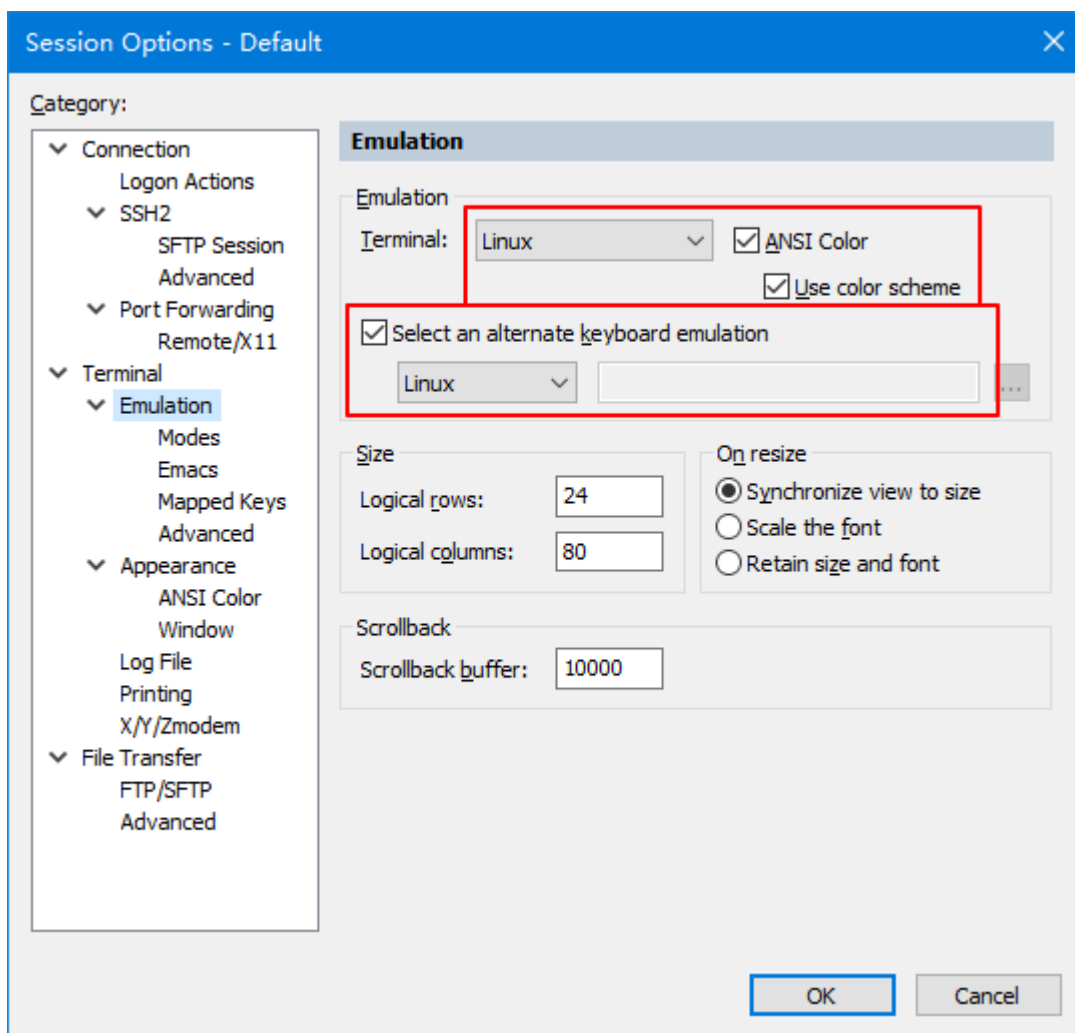 Session Options - Default
Category:
Connection
Logon Actions
SSH2
SFTP Session
Advanced
Port Forwarding
Remote/X11
Terminal
Emulation
Modes
Emacs
Mapped Keys
Advanced
Appearance
ANSI Color
Window
Log File
Printing
X/Y/Zmodem
File Transfer
FTP/SFTP
Advanced
Emulation
Emulation
Terminal: Linux ANSI Color
Use color scheme
Select an alternate keyboard emulation
Linux ...
Size
Logical rows: 24
Logical columns: 80
On resize
Synchronize view to size
Scale the font
Retain size and font
Scrollback
Scrollback buffer: 10000
OK Cancel